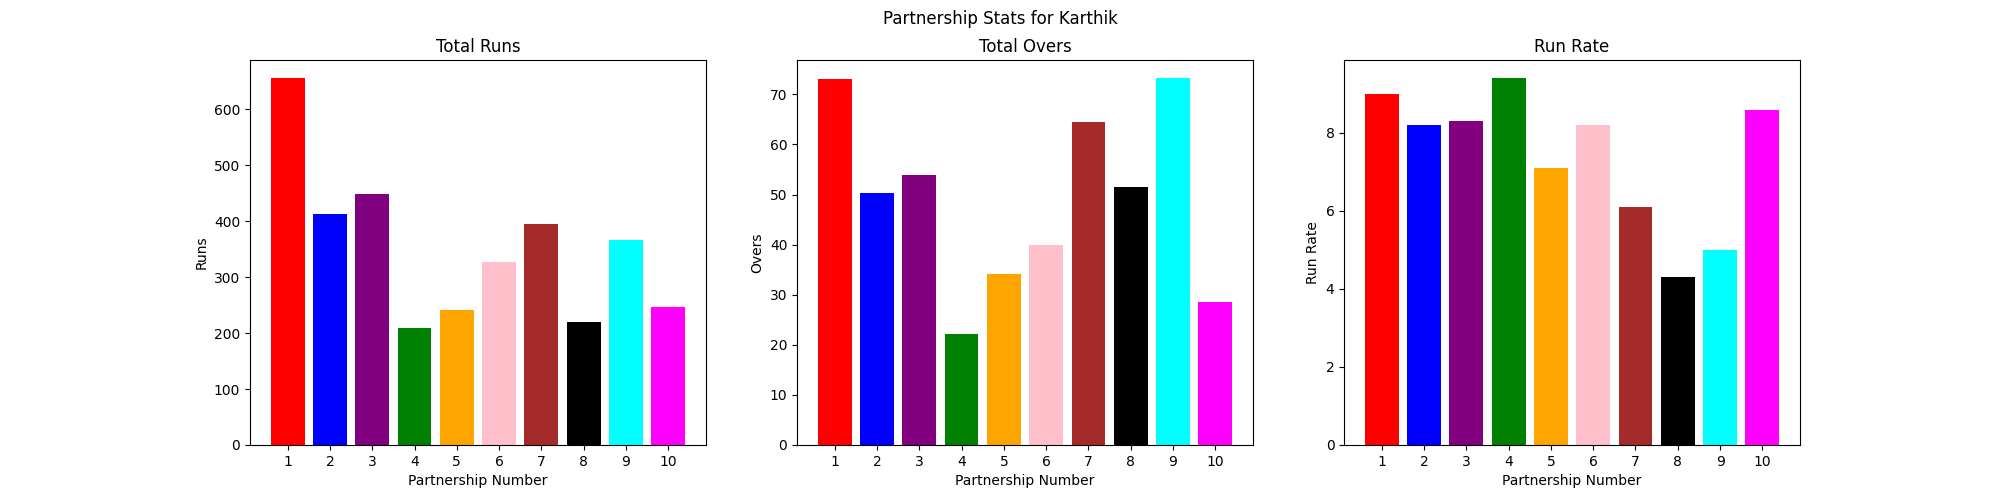 Partnership Stats for Karthik
Total Runs
Runs
600
500
400
300
200
100
0
1 2 3 4 5 6 7 8 9 10
Partnership Number
Total Overs
Overs
70
60
50
40
30
20
10
0
1 2 3 4 5 6 7 8 9 10
Partnership Number
Run Rate
Run Rate
8
6
4
2
0
1 2 3 4 5 6 7 8 9 10
Partnership Number